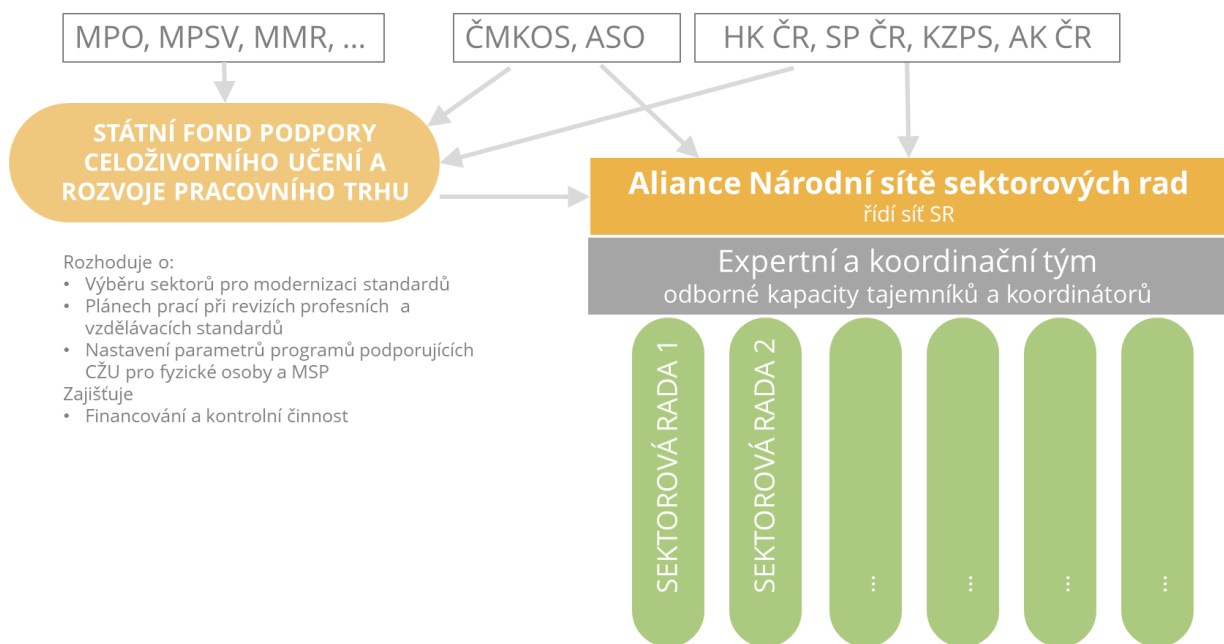 MPO, MPSV, MMR, ...
ČMKOS, ASO
HK ČR, SP ČR, KZPS, AK ČR
STÁTNÍ FOND PODPORY
CELOŽIVOTNÍHO UČENÍ A
ROZVOJE PRACOVNÍHO TRHU
Aliance Národní sítě sektorových rad
řídí síť SR
Expertní a koordinační tým
odborné kapacity tajemníků a koordinátorů
Rozhoduje o:
• Výběru sektorů pro modernizaci standardů
• Plánech prací při revizích profesních a
vzdělávacích standardů
• Nastavení parametrů programů podporujících
CŽU pro fyzické osoby a MSP
Zajišťuje
• Financování a kontrolní činnost
SEKTOROVÁ RADA 1
SEKTOROVÁ RADA 2
...
...
...
...